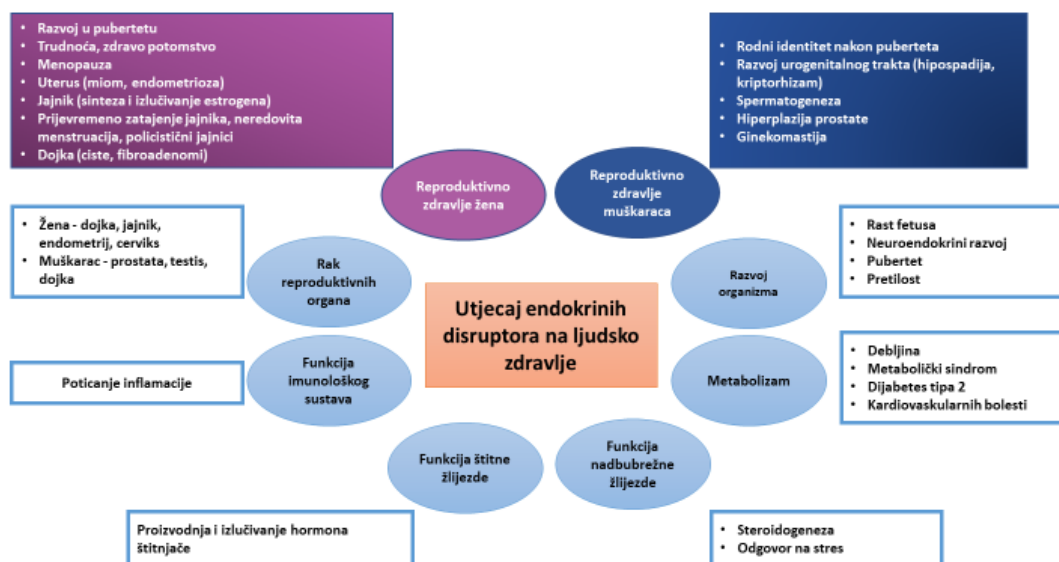 • Razvoj u pubertetu
• Trudnoća, zdravo potomstvo
• Menopauza
• Uterus (miom, endometrioza)
• Jajnik (sinteza i izlučivanje estrogena)
• Prijevremeno zatajenje jajnika, neredovita
menstruacija, policistični jajnici
• Dojka (ciste, fibroadenomi)
• Rodni identitet nakon puberteta
• Razvoj urogenitalnog trakta (hipospadija,
kriptorhizam)
• Spermatogeneza
• Hiperplazija prostate
• Ginekomastija
Reproduktivno
zdravlje žena
Reproduktivno
zdravlje
muškaraca
• Žena - dojka, jajnik,
endometrij, cerviks
• Muškarac - prostata, testis,
dojka
Rak
reproduktivnih
organa
Utjecaj endokrinih
disruptora na ljudsko
zdravlje
Razvoj
organizma
• Rast fetusa
• Neuroendokrini razvoj
• Pubertet
• Pretilost
Poticanje inflamacije
Funkcija
imunološkog
sustava
Metabolizam
• Debljina
• Metabolički sindrom
• Dijabetes tipa 2
• Kardiovaskularnih bolesti
Funkcija štitne
žlijezde
Funkcija
nadbubrežne
žlijezde
Proizvodnja i izlučivanje hormona
štitnjače
• Steroidogeneza
• Odgovor na stres